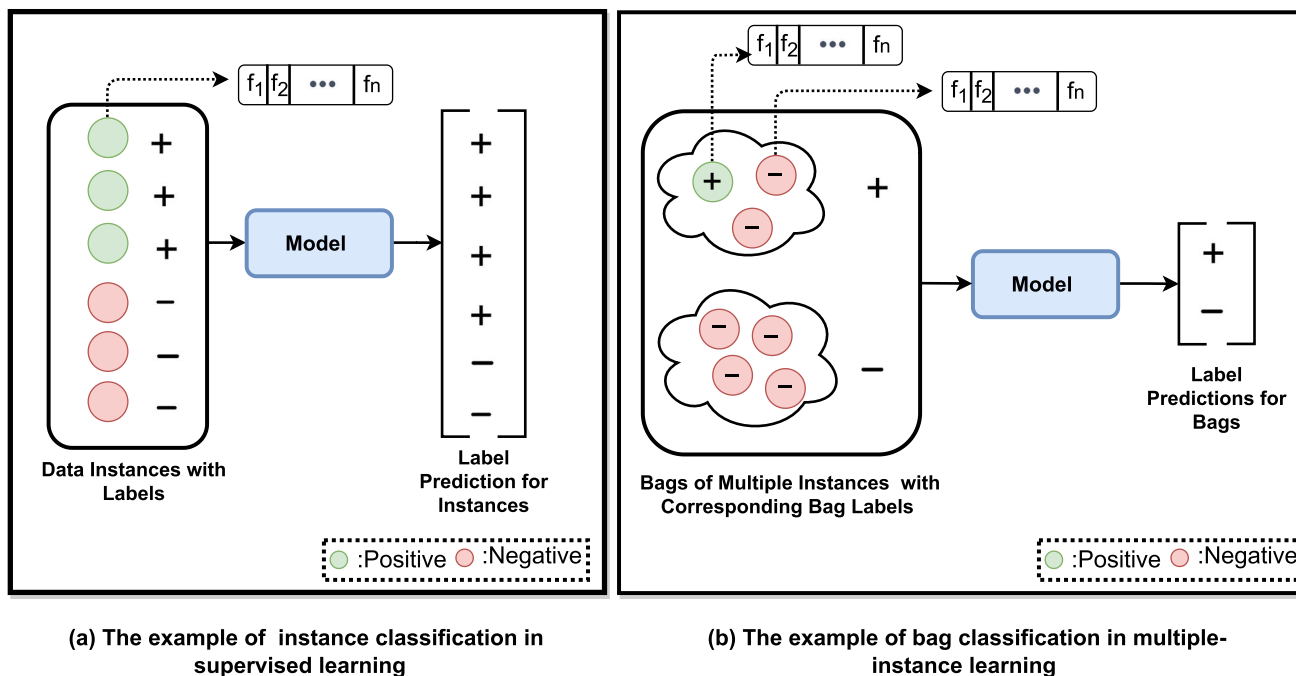 f1 f2 ••• fn
+
+
+
−
−
−
Model
+
+
+
+
−
−
Data Instances with
Labels
Label
Prediction for
Instances
:Positive :Negative
(a) The example of instance classification in
supervised learning
f1 f2 ••• fn
f1 f2 ••• fn
+ −
−
+
− −
− −
−
Model
+
−
Bags of Multiple Instances with
Corresponding Bag Labels
Label
Predictions for
Bags
:Positive :Negative
(b) The example of bag classification in multiple-
instance learning